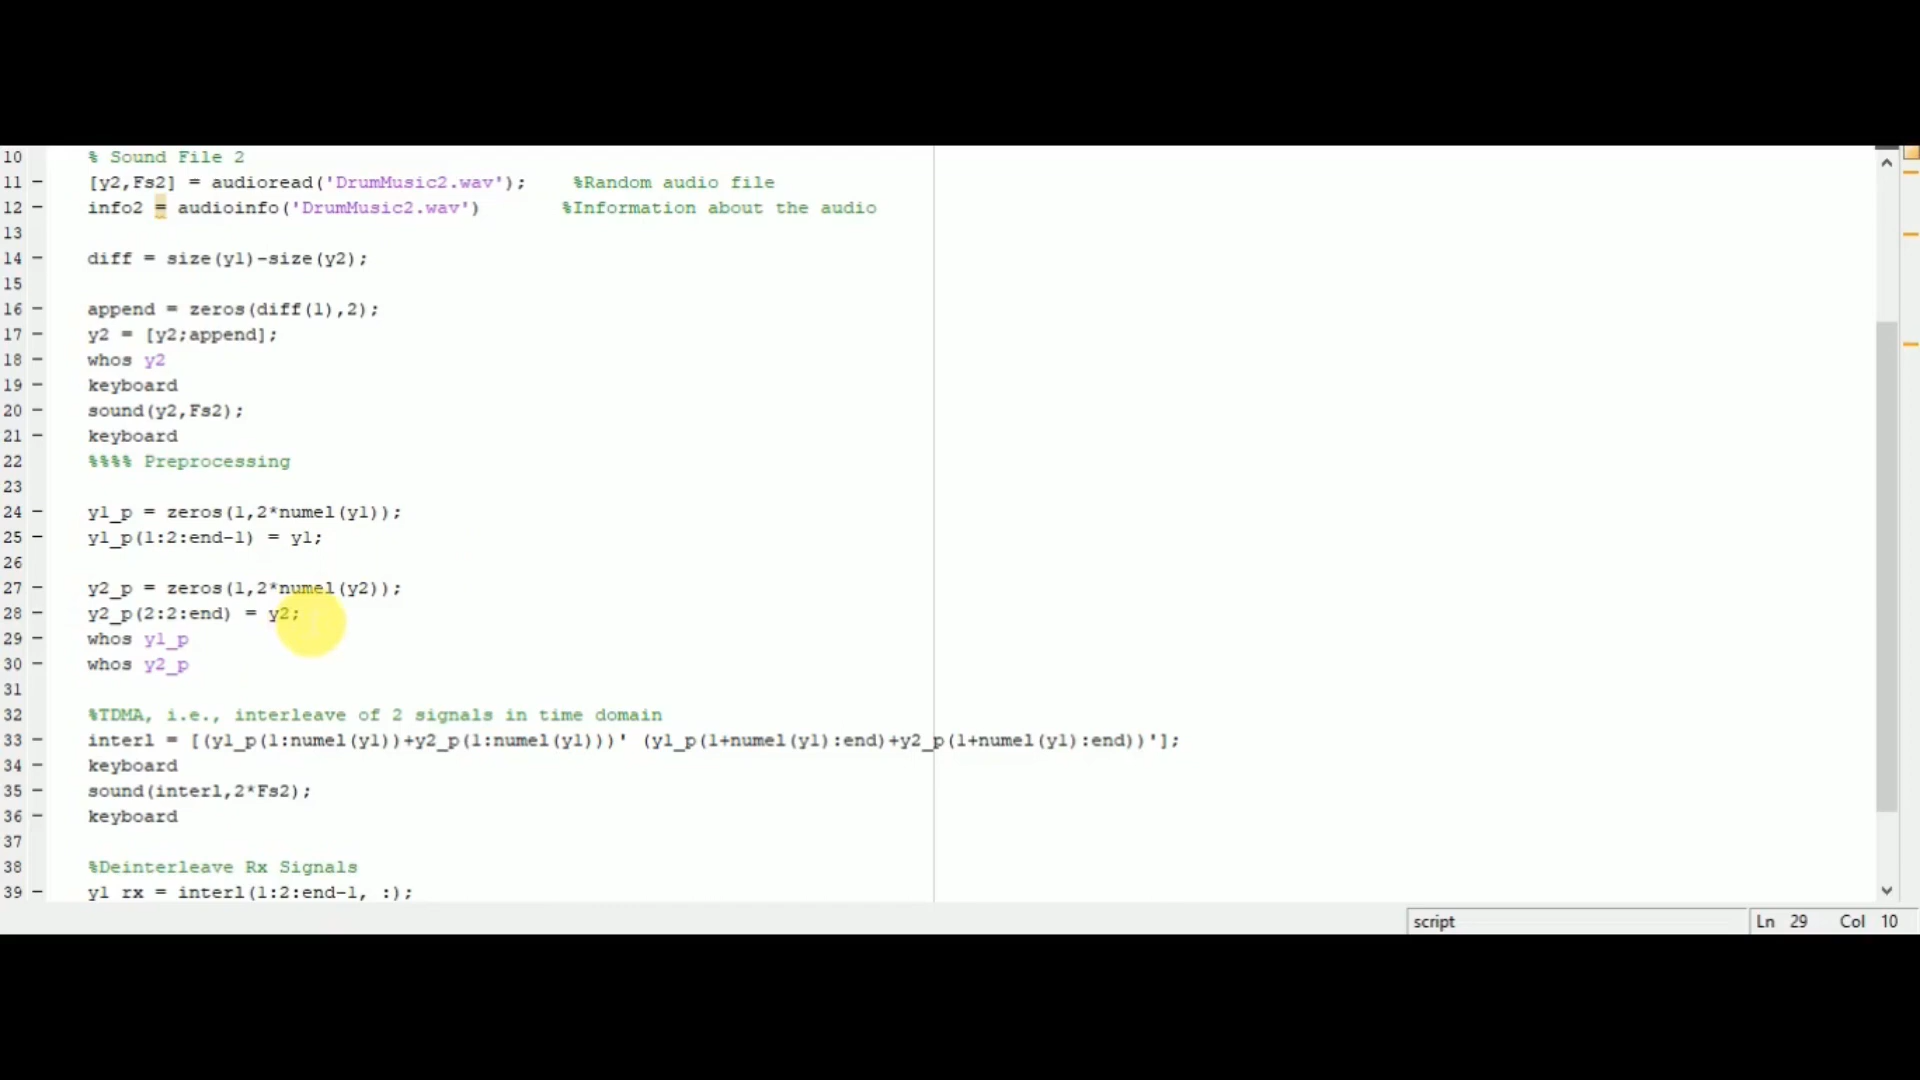 10 % Sound File 2
11 − [y2,Fs2] = audioread('DrumMusic2.wav'); %Random audio file
12 − info2 = audioinfo('DrumMusic2.wav') %Information about the audio
13
14 − diff = size(y1)-size(y2);
15
16 − append = zeros(diff(1),2);
17 − y2 = [y2;append];
18 − whos y2
19 − keyboard
20 − sound(y2,Fs2);
21 − keyboard
22 %%%% Preprocessing
23
24 − y1_p = zeros(1,2*numel(y1));
25 − y1_p(1:2:end-1) = y1;
26
27 − y2_p = zeros(1,2*numel(y2));
28 − y2_p(2:2:end) = y2;
29 − whos y1_p
30 − whos y2_p
31
32 %TDMA, i.e., interleave of 2 signals in time domain
33 − interl = [(y1_p(1:numel(y1))+y2_p(1:numel(y1)))' (y1_p(1+numel(y1):end)+y2_p(1+numel(y1):end))'];
34 − keyboard
35 − sound(interl,2*Fs2);
36 − keyboard
37
38 %Deinterleave Rx Signals
39 − y1_rx = interl(1:2:end-1, :);
script Ln 29 Col 10